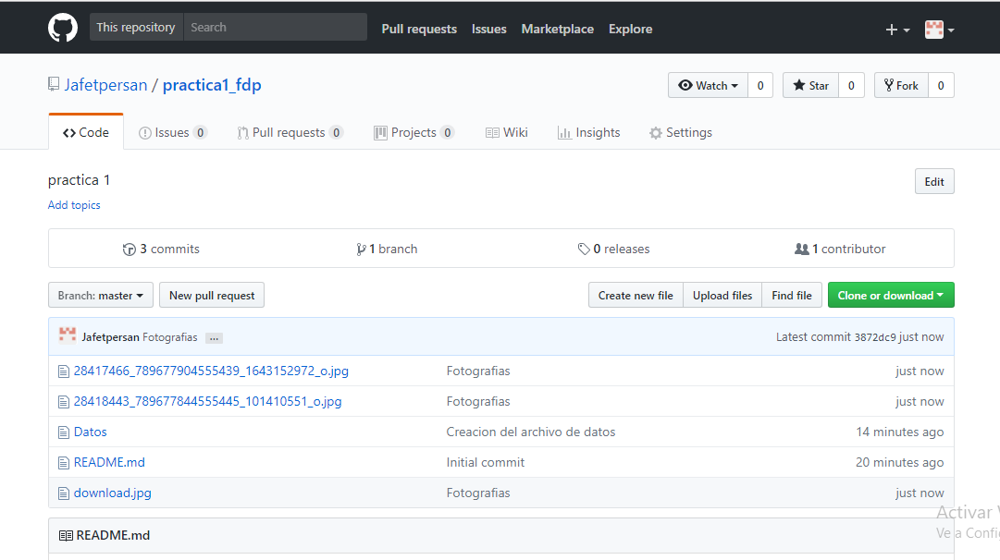 This repository Search Pull requests Issues Marketplace Explore
Jafetpersan / practica1_fdp Watch 0 Star 0 Fork 0
Code Issues 0 Pull requests 0 Projects 0 Wiki Insights Settings
practica 1 Edit
Add topics
3 commits 1 branch 0 releases 1 contributor
Branch: master New pull request Create new file Upload files Find file Clone or download
Jafetpersan Fotografias ... Latest commit 3872dc9 just now
28417466_789677904555439_1643152972_o.jpg Fotografias just now
28418443_789677844555445_101410551_o.jpg Fotografias just now
Datos Creacion del archivo de datos 14 minutes ago
README.md Initial commit 20 minutes ago
download.jpg Fotografias just now
Activar
Ve a Config
README.md